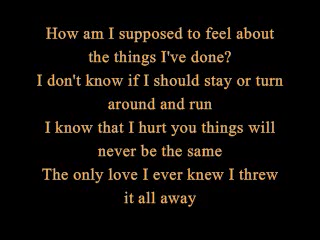 How am I supposed to feel about
the things I've done?
I don't know if I should stay or turn
around and run
I know that I hurt you things will
never be the same
The only love I ever knew I threw
it all away